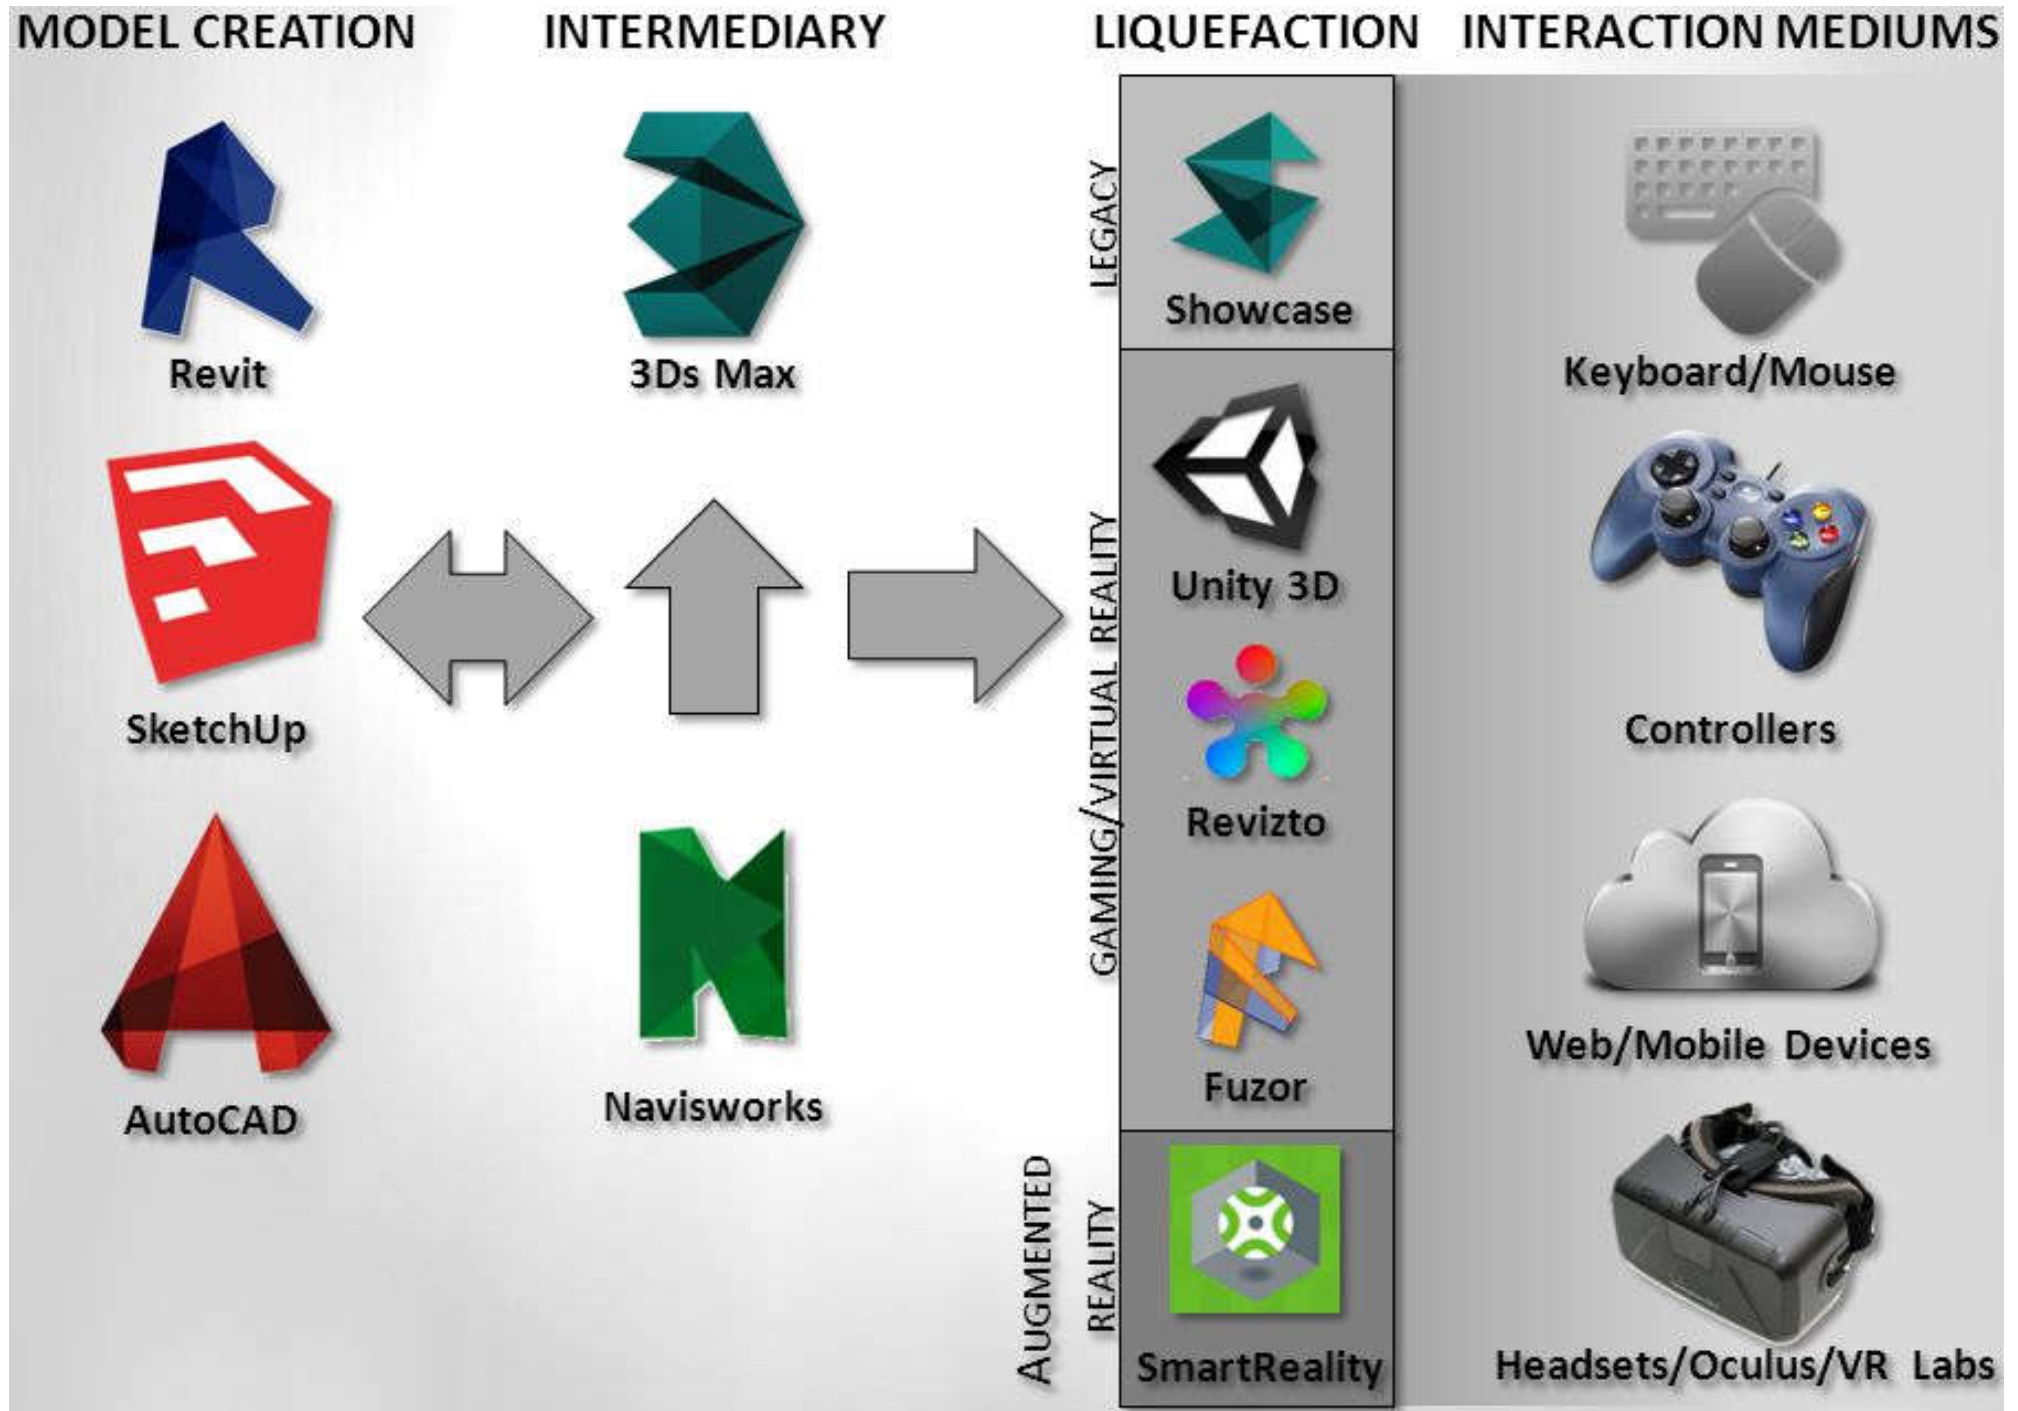 MODEL CREATION
INTERMEDIARY
LIQUEFACTION
INTERACTION MEDIUMS
Revit
SketchUp
AutoCAD
3Ds Max
Navisworks
LEGACY
Showcase
GAMING/VIRTUAL REALITY
Unity 3D
Revizto
Fuzor
AUGMENTED
REALITY
SmartReality
Keyboard/Mouse
Controllers
Web/Mobile Devices
Headsets/Oculus/VR Labs